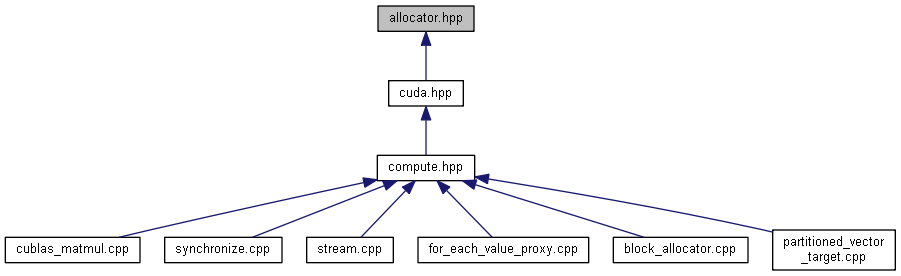 allocator.hpp
cuda.hpp
compute.hpp
cublas_matmul.cpp
synchronize.cpp
stream.cpp
for_each_value_proxy.cpp
block_allocator.cpp
partitioned_vector
_target.cpp